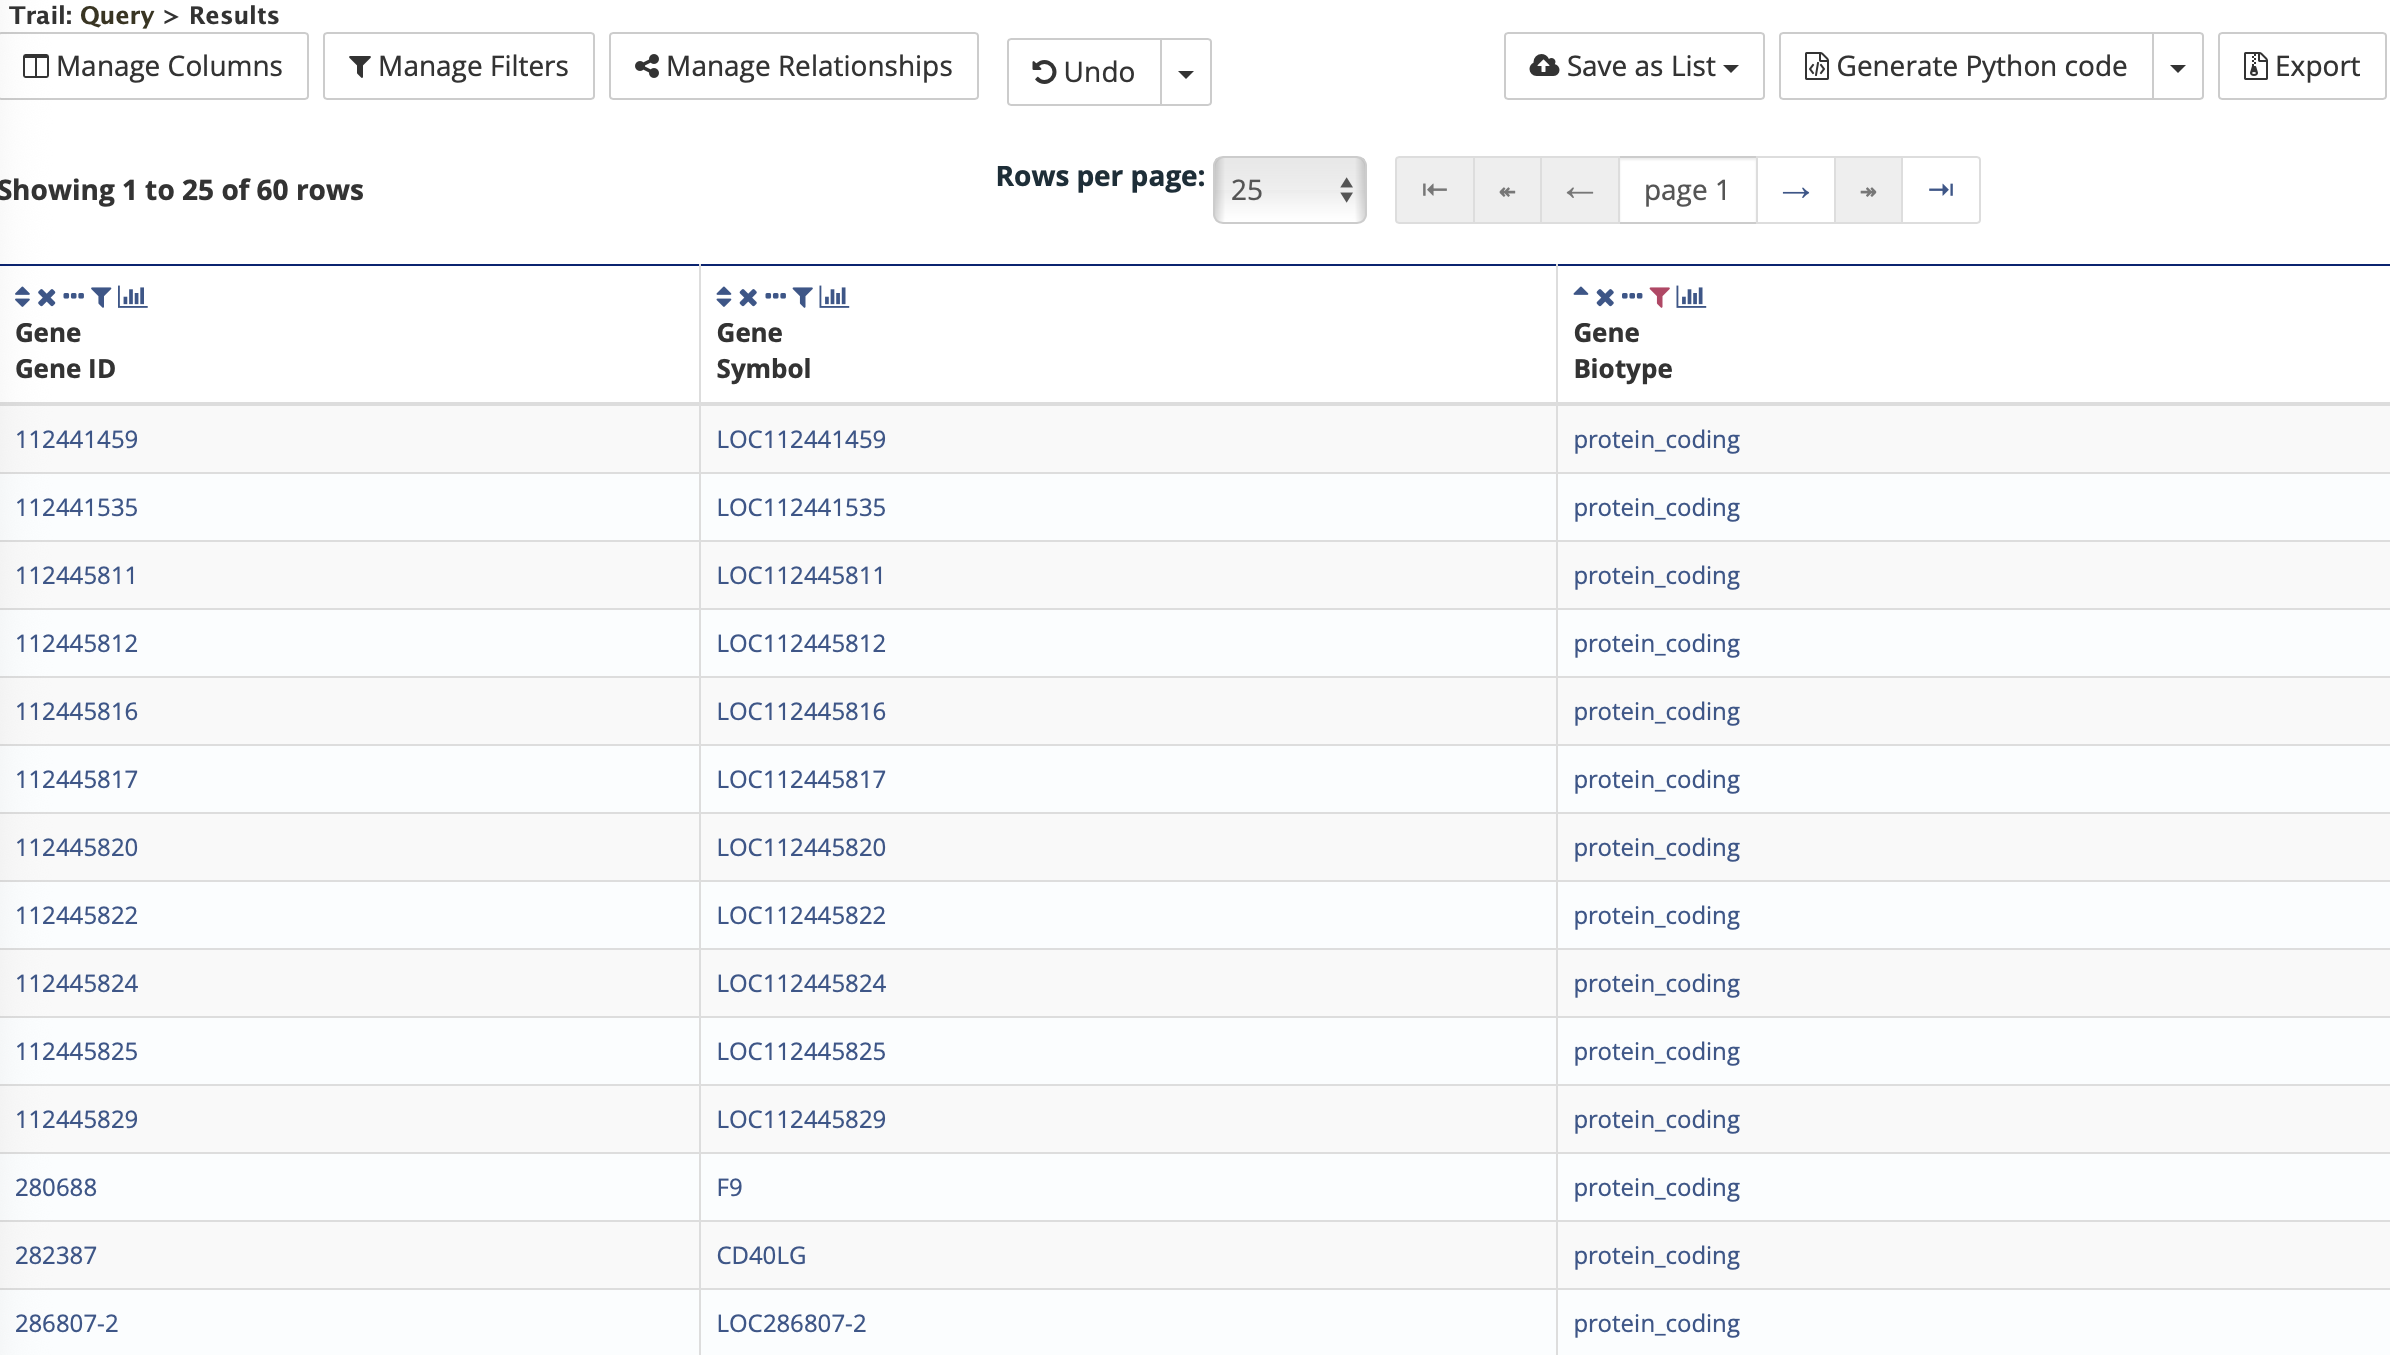 Trail: Query > Results
Manage Columns Manage Filters Manage Relationships Undo Save as List Generate Python code Export
Showing 1 to 25 of 60 rows Rows per page: 25 page 1
Gene Gene Gene
Gene ID Symbol Biotype
112441459 LOC112441459 protein_coding
112441535 LOC112441535 protein_coding
112445811 LOC112445811 protein_coding
112445812 LOC112445812 protein_coding
112445816 LOC112445816 protein_coding
112445817 LOC112445817 protein_coding
112445820 LOC112445820 protein_coding
112445822 LOC112445822 protein_coding
112445824 LOC112445824 protein_coding
112445825 LOC112445825 protein_coding
112445829 LOC112445829 protein_coding
280688 F9 protein_coding
282387 CD40LG protein_coding
286807-2 LOC286807-2 protein_coding